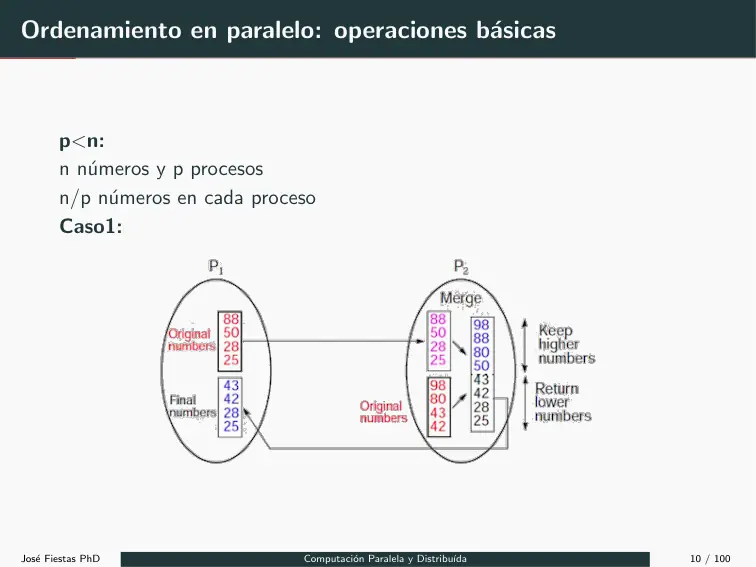 Ordenamiento en paralelo: operaciones básicas
p<n:
n números y p procesos
n/p números en cada proceso
Caso1:
P1
P2
Merge
Original
numbers
88
50
28
25
Final
numbers
43
42
28
25
88
50
28
25
Original
numbers
98
80
43
42
98
88
80
50
43
42
28
25
Keep
higher
numbers
Return
lower
numbers
José Fiestas PhD
Computación Paralela y Distribuída
10 / 100